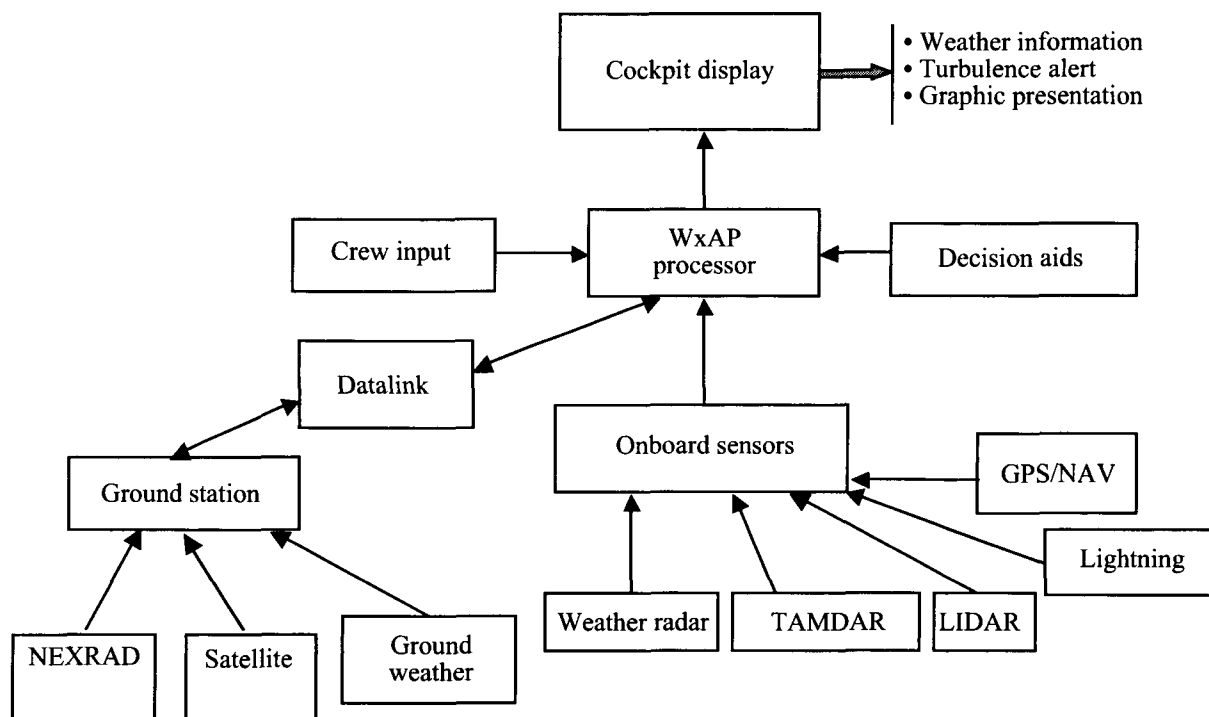 Cockpit display
• Weather information
• Turbulence alert
• Graphic presentation
Crew input
WxAP
processor
Decision aids
Datalink
Onboard sensors
GPS/NAV
Ground station
Lightning
Weather radar
TAMDAR
LIDAR
NEXRAD
Satellite
Ground
weather